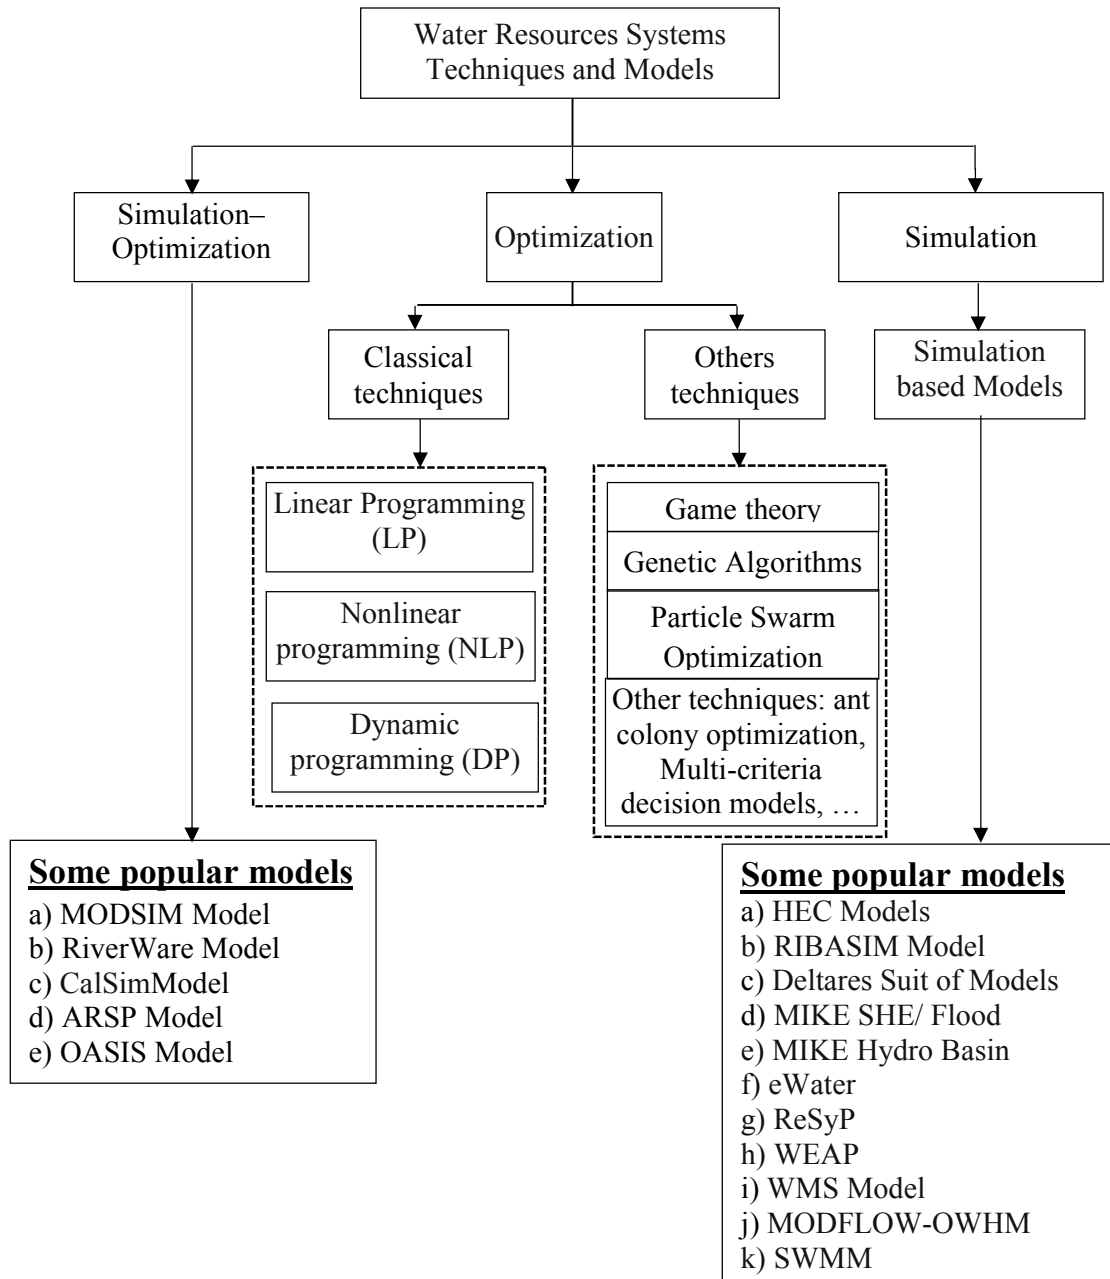 Water Resources Systems
Techniques and Models
Simulation–
Optimization
Optimization
Simulation
Classical
techniques
Others
techniques
Simulation
based Models
Linear Programming
(LP)
Nonlinear
programming (NLP)
Dynamic
programming (DP)
Game theory
Genetic Algorithms
Particle Swarm
Optimization
Other techniques: ant
colony optimization,
Multi-criteria
decision models, …
Some popular models
a) MODSIM Model
b) RiverWare Model
c) CalSimModel
d) ARSP Model
e) OASIS Model
Some popular models
a) HEC Models
b) RIBASIM Model
c) Deltares Suit of Models
d) MIKE SHE/ Flood
e) MIKE Hydro Basin
f) eWater
g) ReSyP
h) WEAP
i) WMS Model
j) MODFLOW-OWHM
k) SWMM